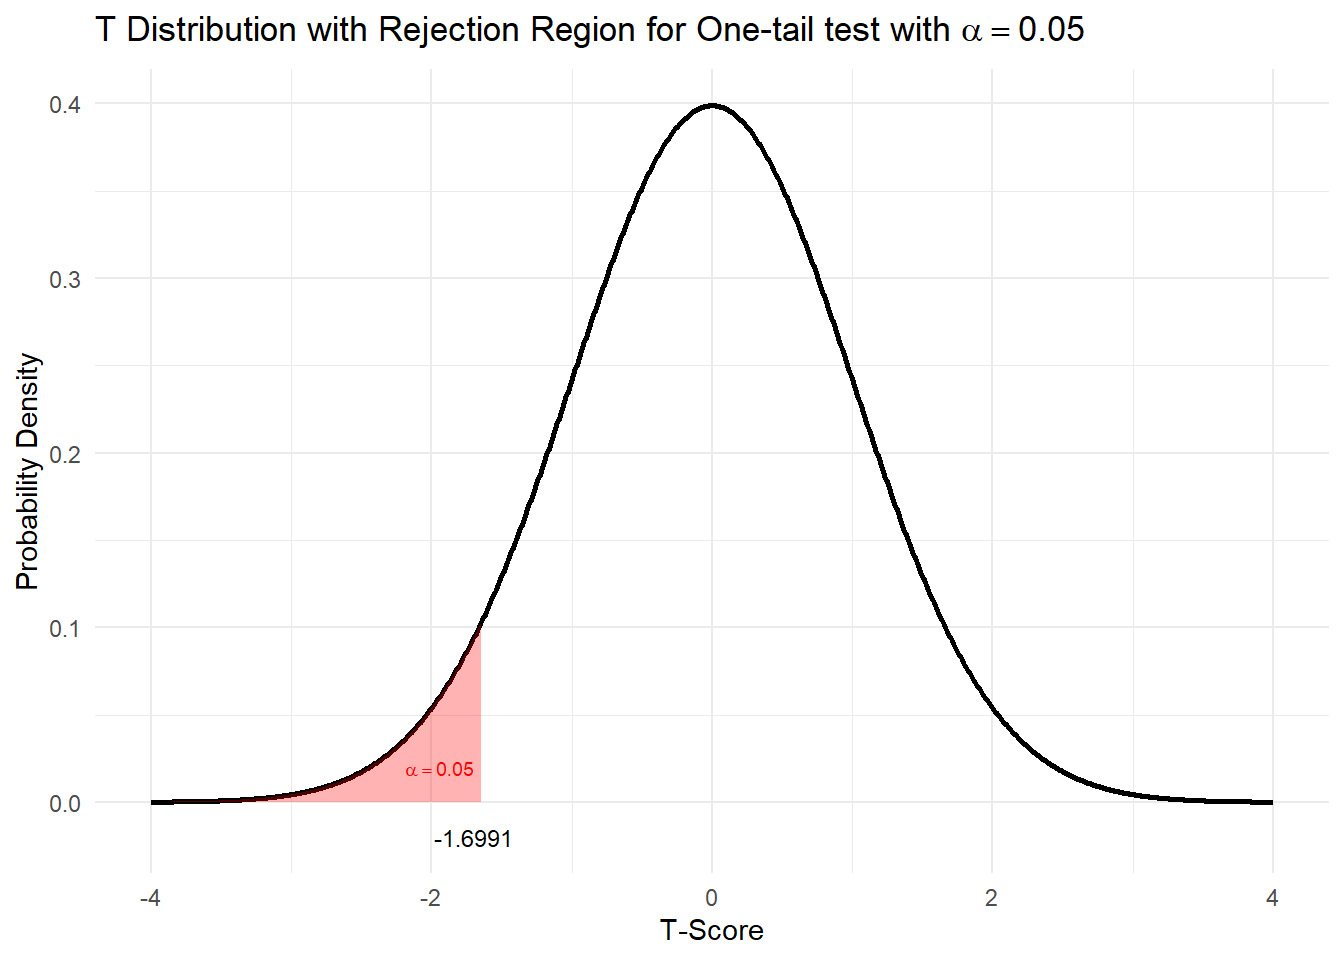 T Distribution with Rejection Region for One-tail test with α = 0.05
Probability Density
0.4
0.3
0.2
0.1
0.0
α = 0.05
-1.6991
-4
-2
0
2
4
T-Score